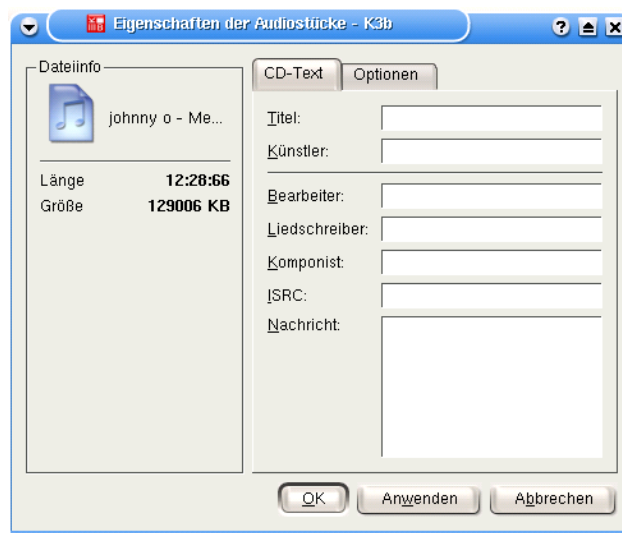 Eigenschaften der Audiostücke - K3b
Dateiinfo
johnny o - Me...
Länge 12:28:66
Größe 129006 KB
CD-Text Optionen
Titel:
Künstler:
Bearbeiter:
Liedschreiber:
Komponist:
ISRC:
Nachricht:
OK Anwenden Abbrechen